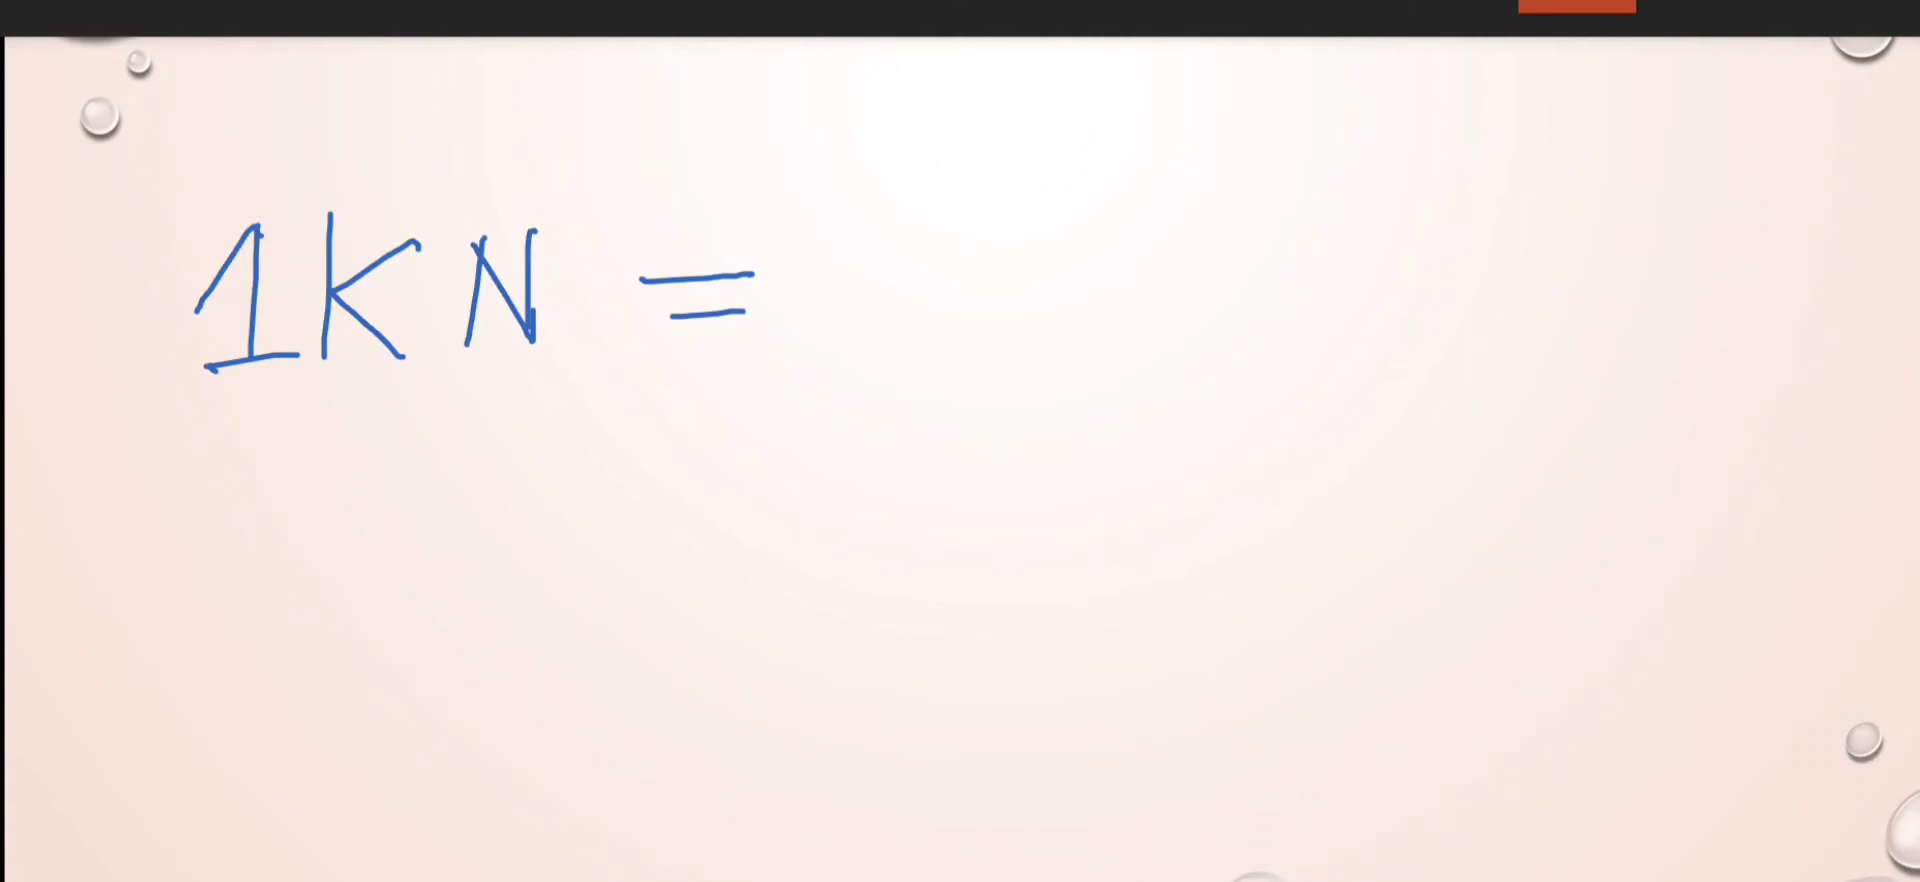 1KN =